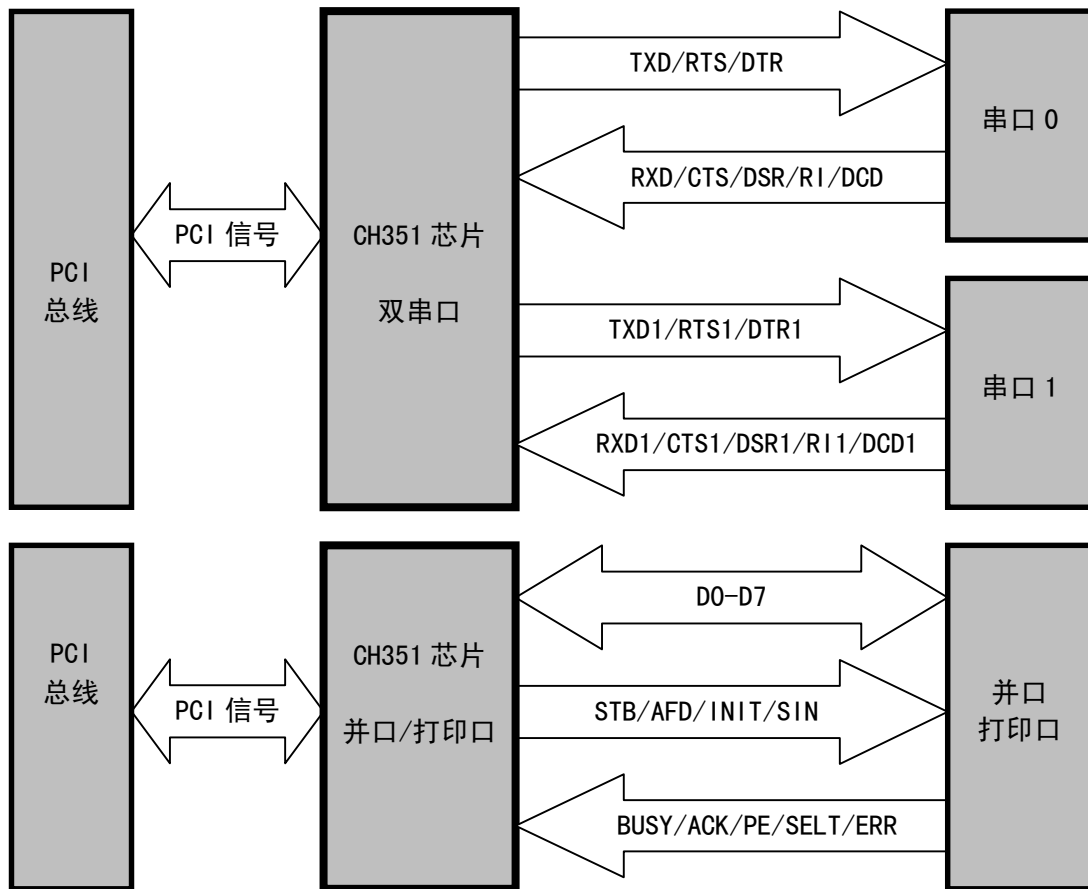 TXD/RTS/DTR
串口 0
RXD/CTS/DSR/RI/DCD
PCI 信号
CH351 芯片
双串口
PCI
总线
TXD1/RTS1/DTR1
串口 1
RXD1/CTS1/DSR1/RI1/DCD1
D0-D7
PCI
总线
CH351 芯片
并口/打印口
PCI 信号
STB/AFD/INIT/SIN
并口
打印口
BUSY/ACK/PE/SELT/ERR